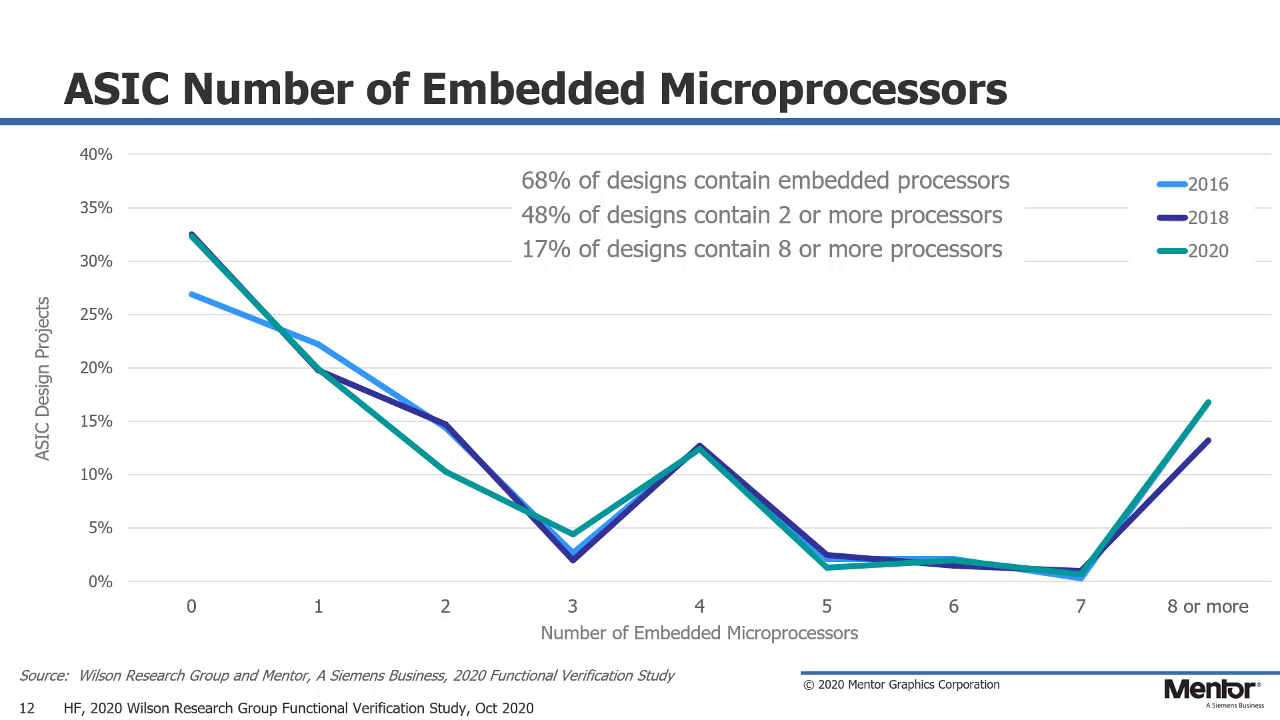 ASIC Number of Embedded Microprocessors
40%
35%
30%
25%
20%
15%
10%
5%
0%
ASIC Design Projects
68% of designs contain embedded processors
48% of designs contain 2 or more processors
17% of designs contain 8 or more processors
2016
2018
2020
0 1 2 3 4 5 6 7 8 or more
Number of Embedded Microprocessors
Source: Wilson Research Group and Mentor, A Siemens Business, 2020 Functional Verification Study
© 2020 Mentor Graphics Corporation
Mentor®
A Siemens Business
12 HF, 2020 Wilson Research Group Functional Verification Study, Oct 2020